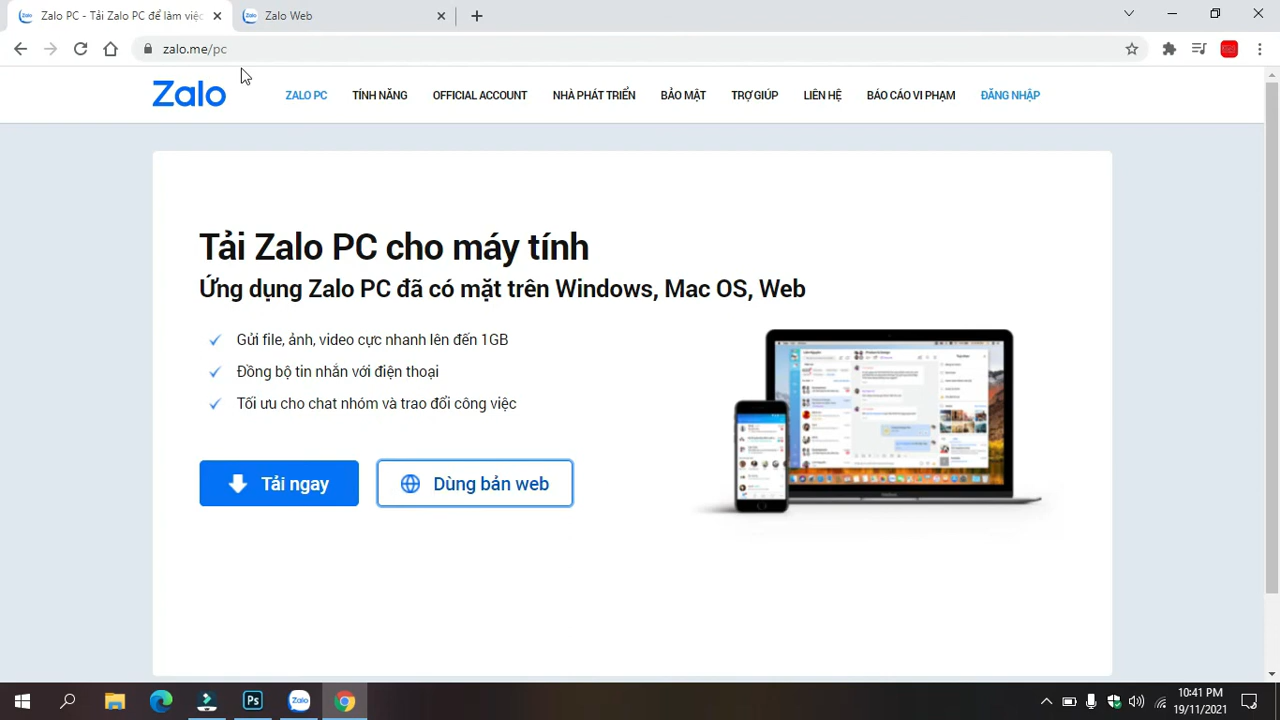 Zalo PC - Tải Zalo PC để làm việc
Zalo Web
zalo.me/pc
Zalo
ZALO PC
TÍNH NĂNG
OFFICIAL ACCOUNT
NHÀ PHÁT TRIỂN
BẢO MẬT
TRỢ GIÚP
LIÊN HỆ
BÁO CÁO VI PHẠM
ĐĂNG NHẬP
Tải Zalo PC cho máy tính
Ứng dụng Zalo PC đã có mặt trên Windows, Mac OS, Web
Gửi file, ảnh, video cực nhanh lên đến 1GB
Đồng bộ tin nhắn với điện thoại
Tối ưu cho chat nhóm và trao đổi công việc
Tải ngay
Dùng bản web
Ps
Zalo
10:41 PM
19/11/2021